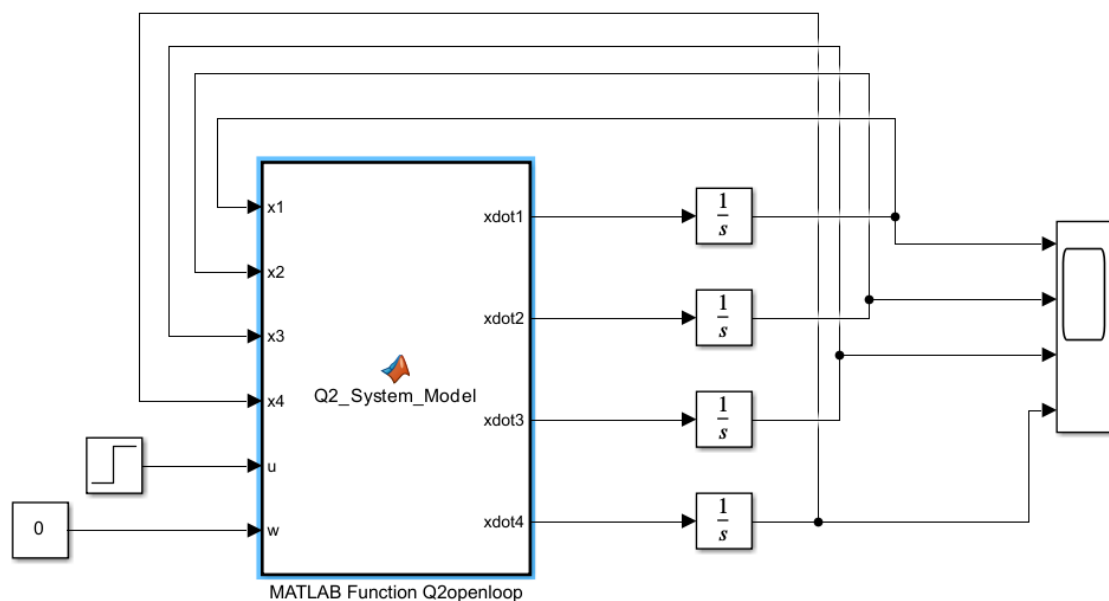 x1
xdot1
1
s
x2
xdot2
1
s
x3
Q2_System_Model
x4
xdot3
1
s
u
w
xdot4
1
s
0
MATLAB Function Q2openloop